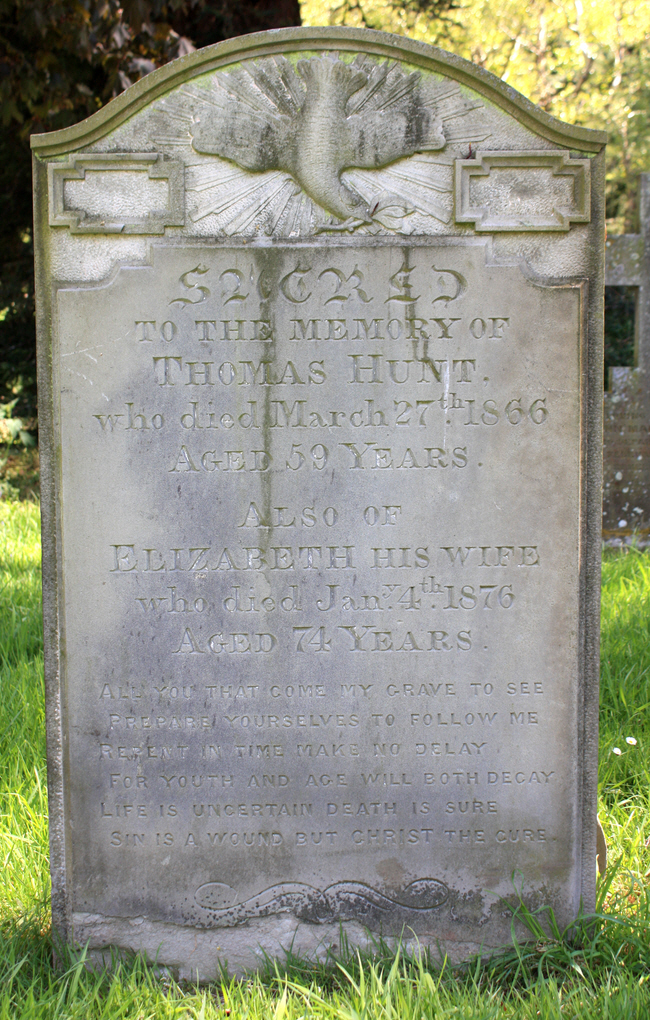 SACRED
TO THE MEMORY OF
THOMAS HUNT.
who died March 27th. 1866
AGED 59 YEARS.
ALSO OF
ELIZABETH HIS WIFE
who died Jany. 4th. 1876
AGED 74 YEARS.
ALL YOU THAT COME MY GRAVE TO SEE
PREPARE YOURSELVES TO FOLLOW ME
REPENT IN TIME MAKE NO DELAY.
FOR YOUTH AND AGE WILL BOTH DECAY
LIFE IS UNCERTAIN DEATH IS SURE
SIN IS A WOUND BUT CHRIST THE CURE.